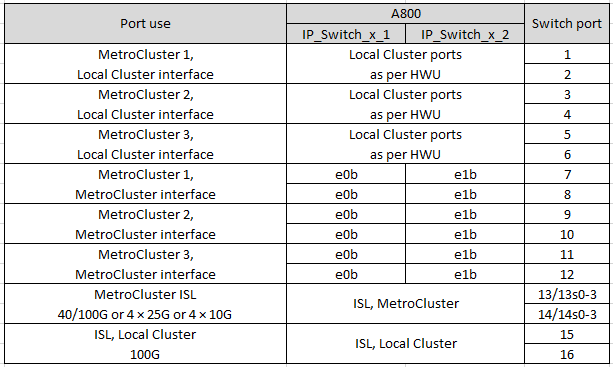 Port use A800 Switch port
IP_Switch_x_1 IP_Switch_x_2
MetroCluster 1, Local Cluster ports 1
Local Cluster interface as per HWU 2
MetroCluster 2, Local Cluster ports 3
Local Cluster interface as per HWU 4
MetroCluster 3, Local Cluster ports 5
Local Cluster interface as per HWU 6
MetroCluster 1, e0b e1b 7
MetroCluster interface e0b e1b 8
MetroCluster 2, e0b e1b 9
MetroCluster interface e0b e1b 10
MetroCluster 3, e0b e1b 11
MetroCluster interface e0b e1b 12
MetroCluster ISL ISL, MetroCluster 13/13s0-3
40/100G or 4 × 25G or 4 × 10G 14/14s0-3
ISL, Local Cluster ISL, Local Cluster 15
100G 16